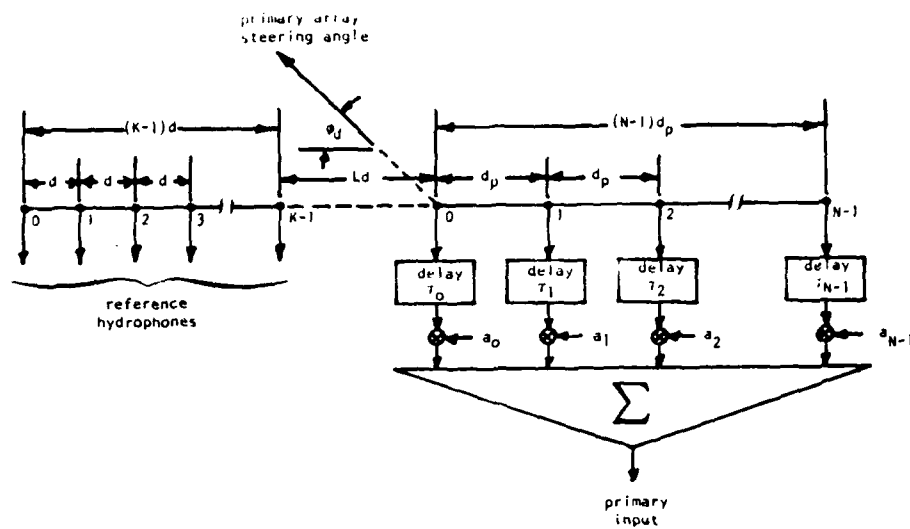 primary array
steering angle
(K-1)d
ød
(N-1)dp
d d d
Ld
dp dp
0 1 2 3 K-1 0 1 2 N-1
delay
τ0
delay
τ1
delay
τ2
delay
τN-1
reference
hydrophones
a0 a1 a2 aN-1
Σ
primary
input